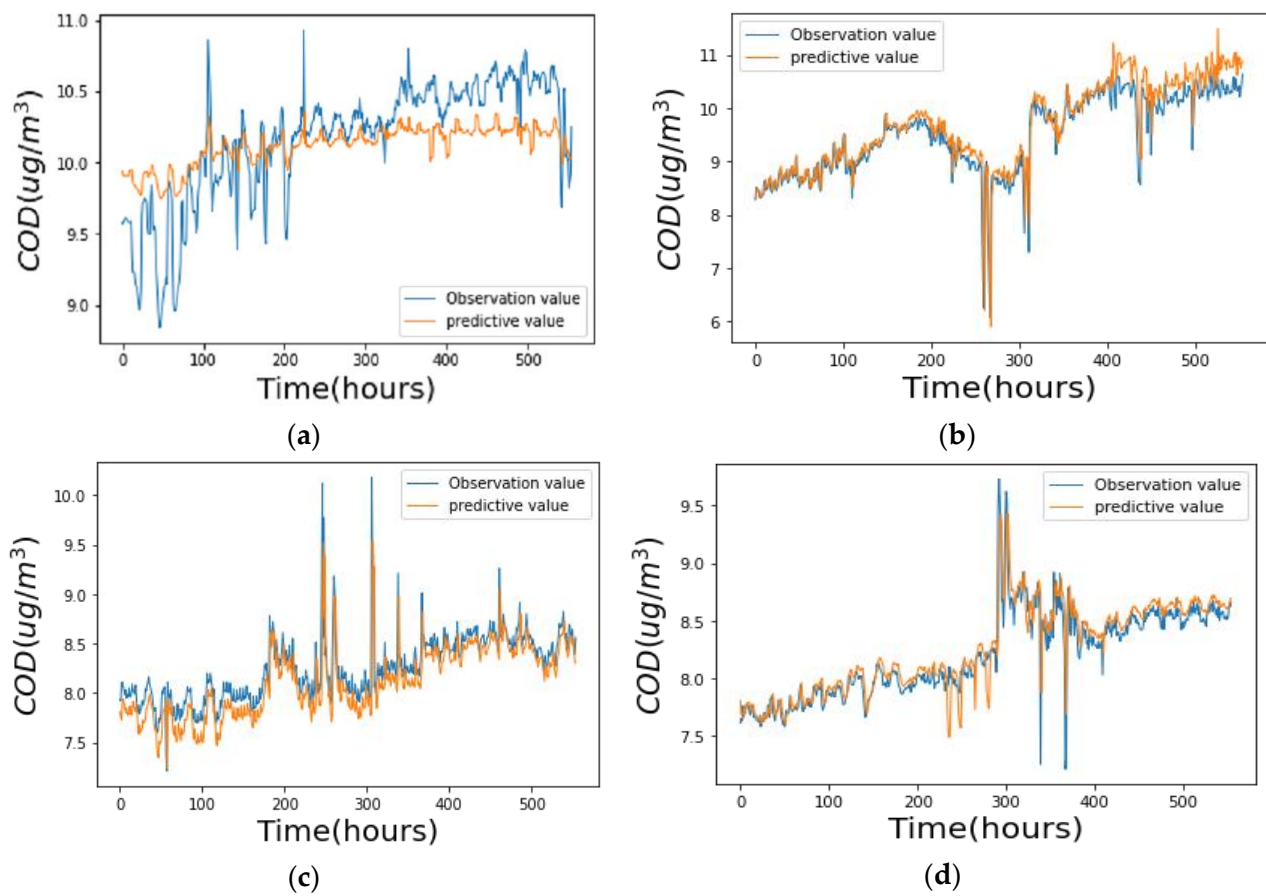 11.0
10.5
10.0
9.5
9.0
COD(ug/m³)
Observation value
predictive value
0 100 200 300 400 500
Time(hours)
(a)
11
10
9
8
7
6
COD(ug/m³)
Observation value
predictive value
0 100 200 300 400 500
Time(hours)
(b)
10.0
9.5
9.0
8.5
8.0
7.5
COD(ug/m³)
Observation value
predictive value
0 100 200 300 400 500
Time(hours)
(c)
9.5
9.0
8.5
8.0
7.5
COD(ug/m³)
Observation value
predictive value
0 100 200 300 400 500
Time(hours)
(d)